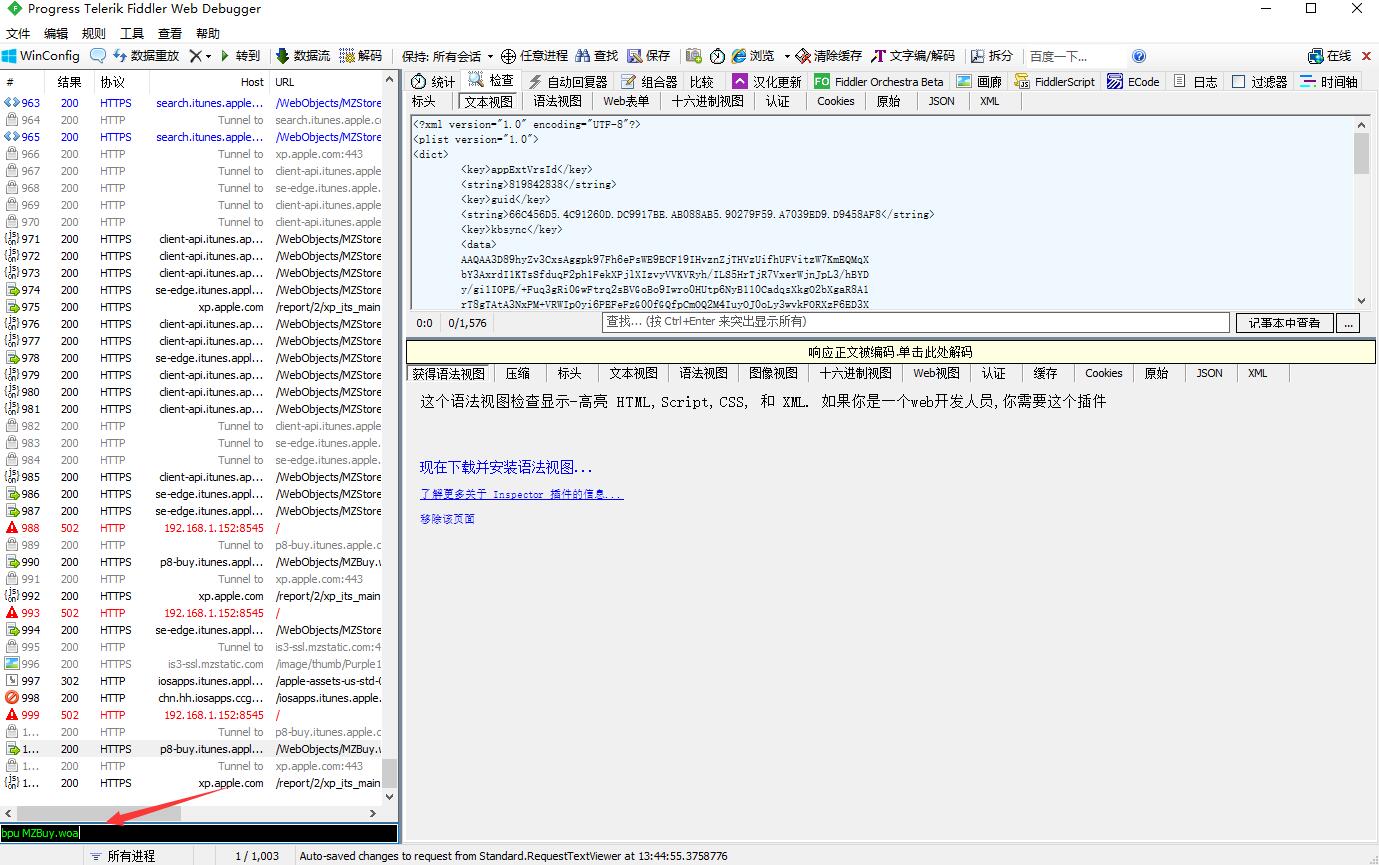 Progress Telerik Fiddler Web Debugger
文件 编辑 规则 工具 查看 帮助
WinConfig 数据重放 转到 数据流 解码 保持: 所有会话 任意进程 查找 保存 浏览 清除缓存 文字编/解码 拆分 百度一下... 在线
# 结果 协议 Host URL
963 200 HTTPS search.itunes.apple... /WebObjects/MZStore
964 200 HTTP Tunnel to search.itunes.apple.c
965 200 HTTPS search.itunes.apple... /WebObjects/MZStore
966 200 HTTP Tunnel to xp.apple.com:443
967 200 HTTP Tunnel to client-api.itunes.apple
968 200 HTTP Tunnel to se-edge.itunes.apple.
969 200 HTTP Tunnel to client-api.itunes.apple
970 200 HTTP Tunnel to client-api.itunes.apple
971 200 HTTPS client-api.itunes.ap... /WebObjects/MZStore
972 200 HTTPS client-api.itunes.ap... /WebObjects/MZStore
973 200 HTTPS client-api.itunes.ap... /WebObjects/MZStore
974 200 HTTPS se-edge.itunes.appl... /WebObjects/MZStore
975 200 HTTPS xp.apple.com /report/2/xp_its_main
976 200 HTTPS client-api.itunes.ap... /WebObjects/MZStore
977 200 HTTPS client-api.itunes.ap... /WebObjects/MZStore
978 200 HTTPS se-edge.itunes.appl... /WebObjects/MZStore
979 200 HTTPS client-api.itunes.ap... /WebObjects/MZStore
980 200 HTTPS client-api.itunes.ap... /WebObjects/MZStore
981 200 HTTPS client-api.itunes.ap... /WebObjects/MZStore
982 200 HTTP Tunnel to client-api.itunes.apple
983 200 HTTP Tunnel to se-edge.itunes.apple.
984 200 HTTP Tunnel to se-edge.itunes.apple.
985 200 HTTPS client-api.itunes.ap... /WebObjects/MZStore
986 200 HTTPS se-edge.itunes.appl... /WebObjects/MZStore
987 200 HTTPS se-edge.itunes.appl... /WebObjects/MZStore
988 502 HTTP 192.168.1.152:8545 /
989 200 HTTP Tunnel to p8-buy.itunes.apple.c
990 200 HTTPS p8-buy.itunes.appl... /WebObjects/MZBuy.
991 200 HTTP Tunnel to xp.apple.com:443
992 200 HTTPS xp.apple.com /report/2/xp_its_main
993 502 HTTP 192.168.1.152:8545 /
994 200 HTTPS se-edge.itunes.appl... /WebObjects/MZStore
995 200 HTTP Tunnel to is3-ssl.mzstatic.com:4
996 200 HTTPS is3-ssl.mzstatic.com /image/thumb/Purple1
997 302 HTTP iosapps.itunes.appl... /apple-assets-us-std-
998 200 HTTP chn.hh.iosapps.ccg... /iosapps.itunes.apple.
999 502 HTTP 192.168.1.152:8545 /
1... 200 HTTP Tunnel to p8-buy.itunes.apple.c
1... 200 HTTPS p8-buy.itunes.appl... /WebObjects/MZBuy.
1... 200 HTTP Tunnel to xp.apple.com:443
1... 200 HTTPS xp.apple.com /report/2/xp_its_main
bpu MZBuy.woa
统计 检查 自动回复器 组合器 比较 汉化更新 FO Fiddler Orchestra Beta 画廊 FiddlerScript ECode 日志 过滤器 时间轴
标头 文本视图 语法视图 Web表单 十六进制视图 认证 Cookies 原始 JSON XML
<?xml version="1.0" encoding="UTF-8"?>
<plist version="1.0">
<dict>
<key>appExtVrsId</key>
<string>819842838</string>
<key>guid</key>
<string>66C456D5.4C91260D.DC9917BE.AB088AB5.90279F59.A7039ED9.D9458AF8</string>
<key>kbsync</key>
<data>
AAQAA3D89hyZv3CxsAggpk97Fh6ePsWE9ECF19IHvznZjTHVzUifhUFVitzW7KmEQMqX
bY3AxrdI1KTsSfduqF2ph1FekXPjlXIzvyVVKVRyh/ILS5HrTjR7VxerWjnJpL3/hBYD
y/gi1IOPE/+Fuq3gRi0GwFtrq2sBVGoBo9Iwro0HUtp6NyB110CadqsXkg02bXgaR8A1
rT8gTAtA3NxPM+VRWIp0yi6PEFeFzG00fGQfpCmOQ2M4IuyOJ0oLy3wvkF0RXzF6ED3X
0:0 0/1,576 查找... (按 Ctrl+Enter 来突出显示所有) 记事本中查看 ...
响应正文被编码.单击此处解码
获得语法视图 压缩 标头 文本视图 语法视图 图像视图 十六进制视图 Web视图 认证 缓存 Cookies 原始 JSON XML
这个语法视图检查显示-高亮 HTML,Script,CSS, 和 XML. 如果你是一个web开发人员,你需要这个插件
现在下载并安装语法视图...
了解更多关于 Inspector 插件的信息...
移除该页面
所有进程 1 / 1,003 Auto-saved changes to request from Standard.RequestTextViewer at 13:44:55.3758776